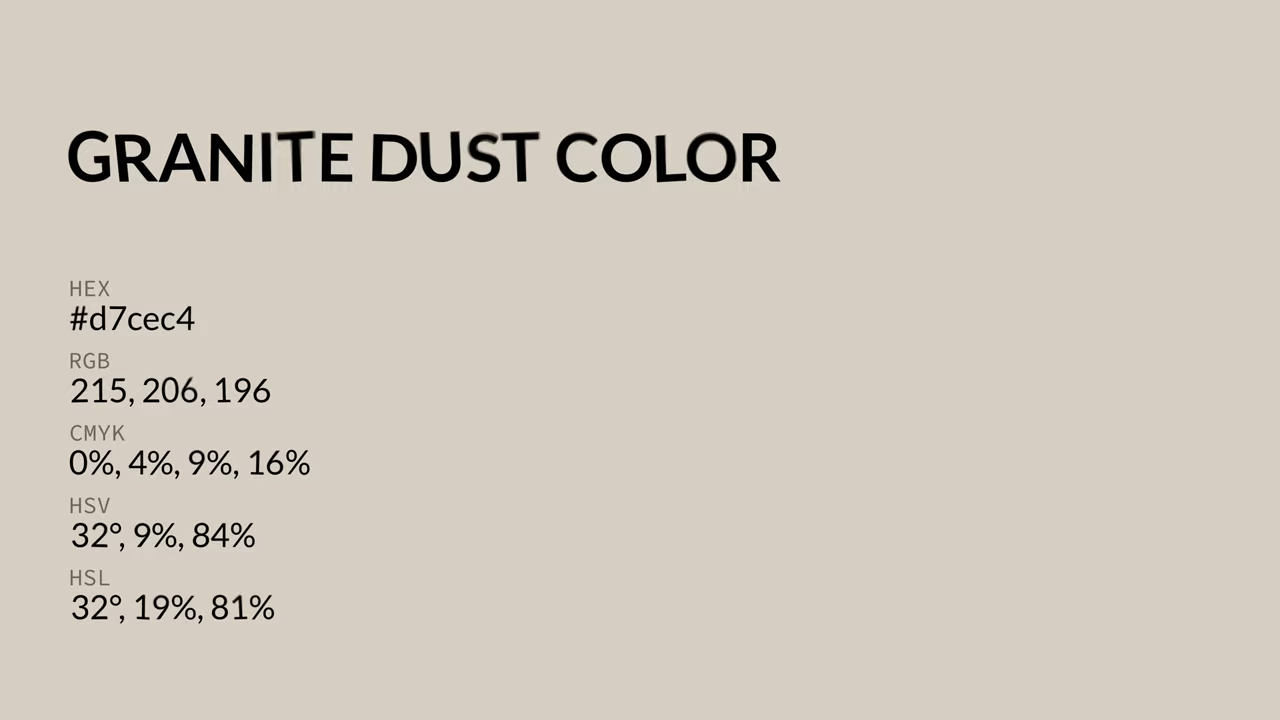 GRANITE DUST COLOR
HEX
#d7cec4
RGB
215, 206, 196
CMYK
0%, 4%, 9%, 16%
HSV
32°, 9%, 84%
HSL
32°, 19%, 81%